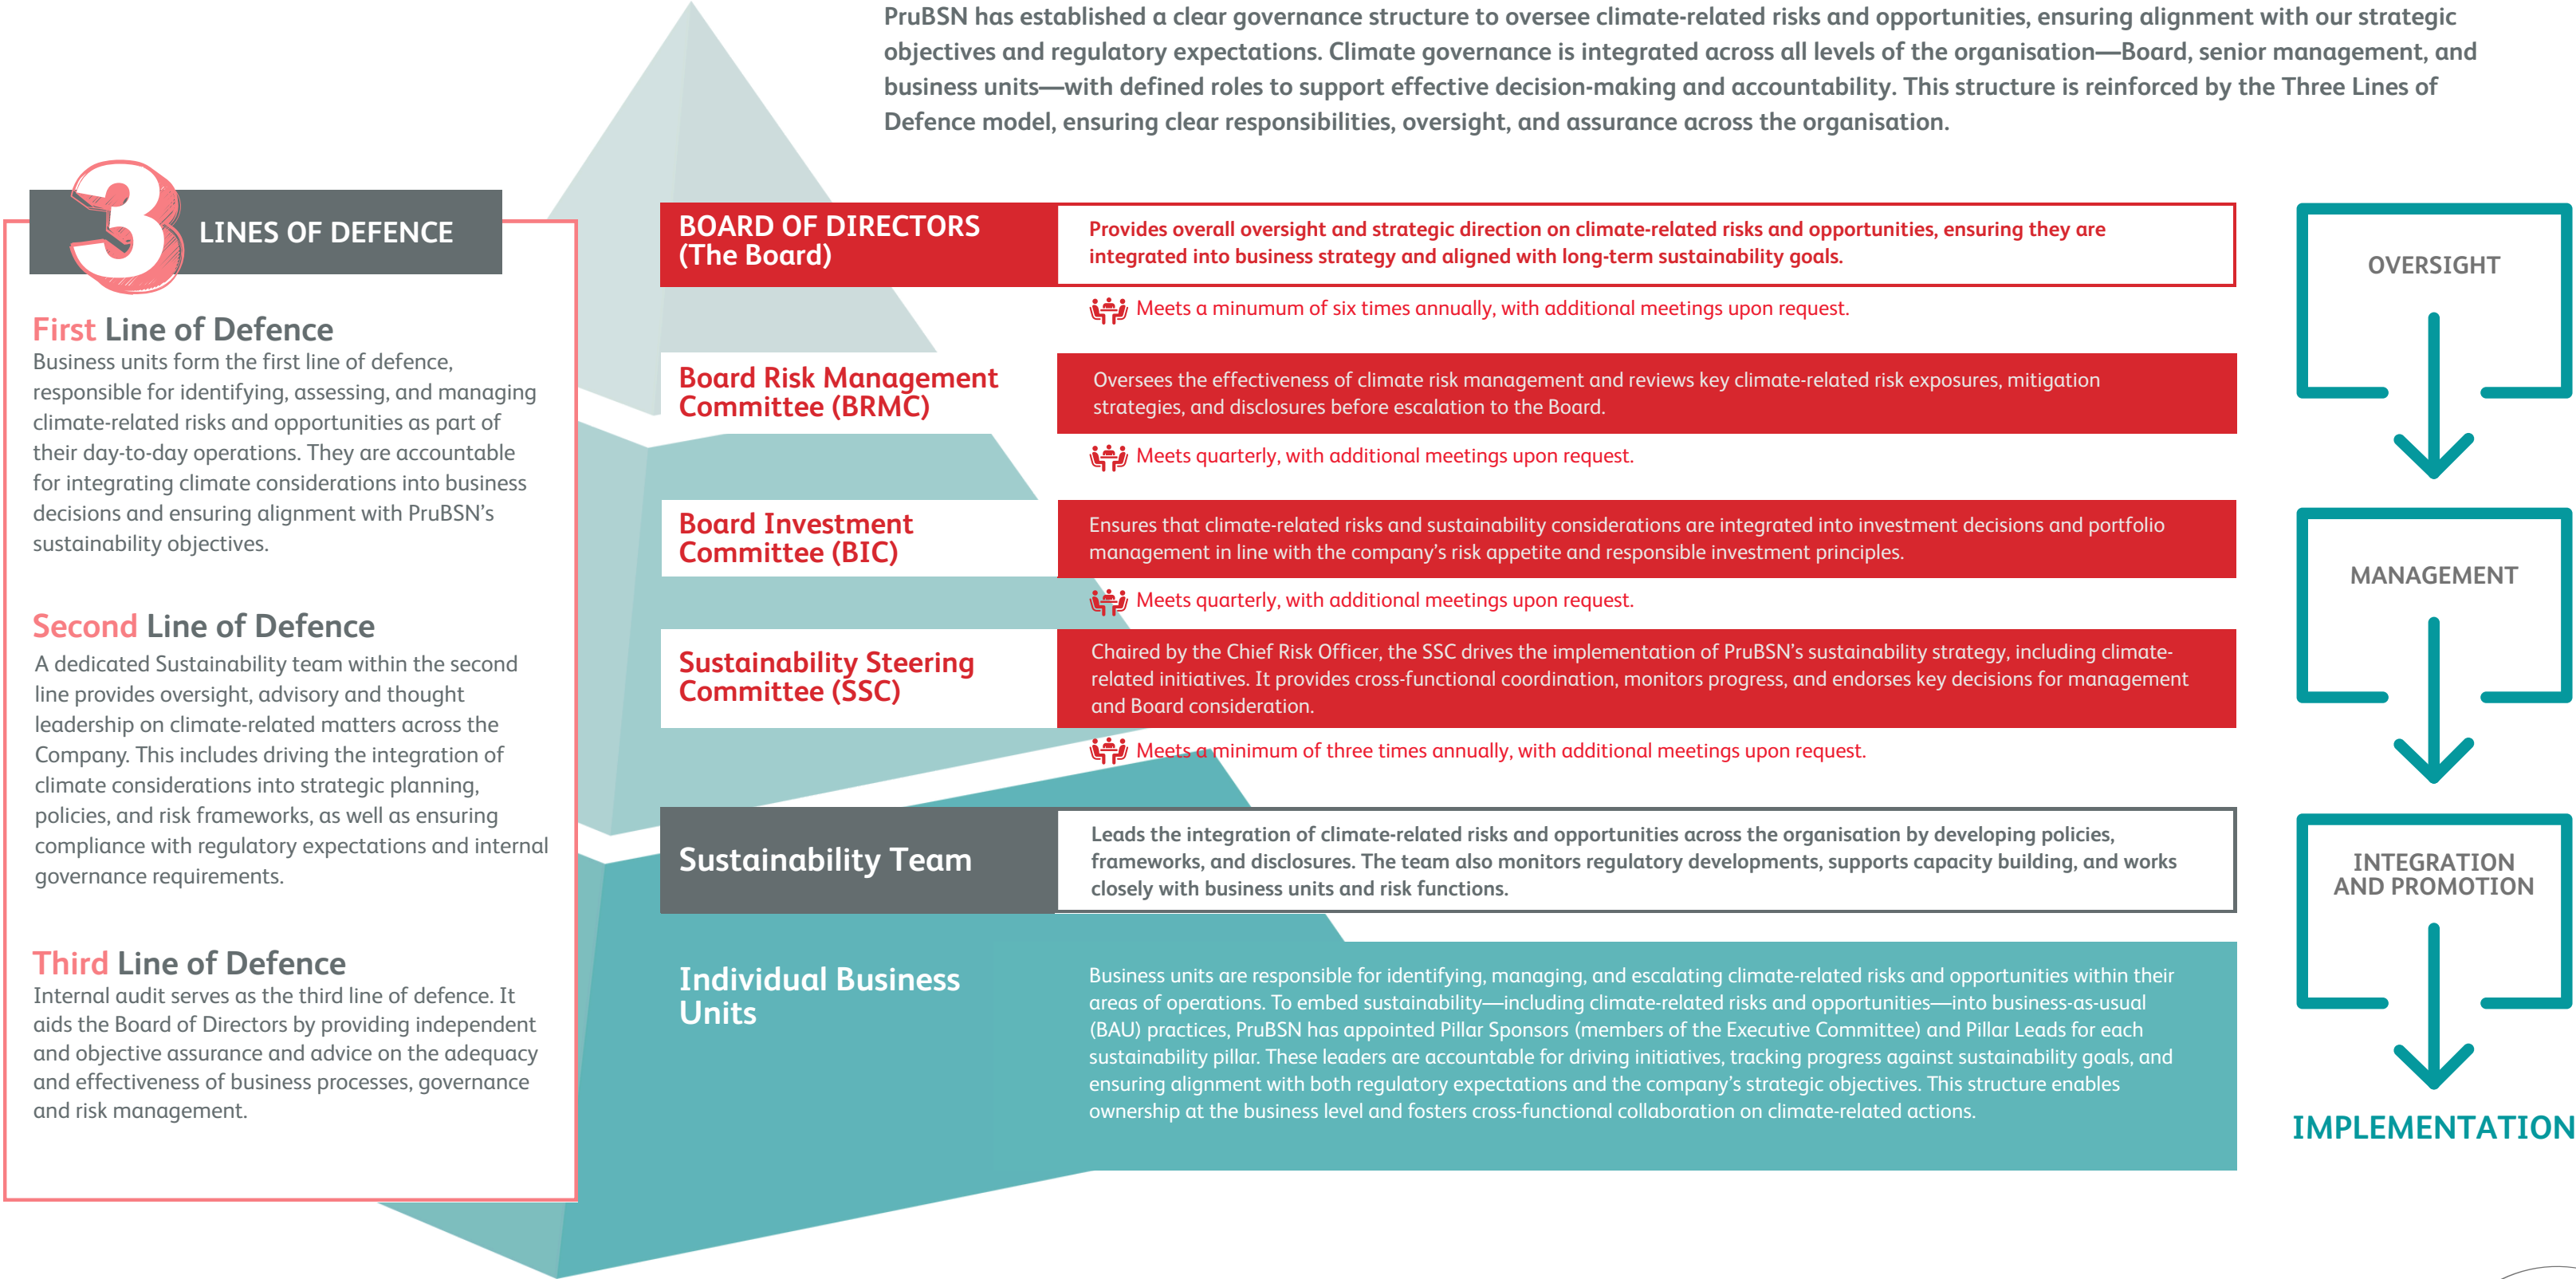 PruBSN has established a clear governance structure to oversee climate-related risks and opportunities, ensuring alignment with our strategic
objectives and regulatory expectations. Climate governance is integrated across all levels of the organisation—Board, senior management, and
business units—with defined roles to support effective decision-making and accountability. This structure is reinforced by the Three Lines of
Defence model, ensuring clear responsibilities, oversight, and assurance across the organisation.
3 LINES OF DEFENCE
First Line of Defence
Business units form the first line of defence,
responsible for identifying, assessing, and managing
climate-related risks and opportunities as part of
their day-to-day operations. They are accountable
for integrating climate considerations into business
decisions and ensuring alignment with PruBSN's
sustainability objectives.
Second Line of Defence
A dedicated Sustainability team within the second
line provides oversight, advisory and thought
leadership on climate-related matters across the
Company. This includes driving the integration of
climate considerations into strategic planning,
policies, and risk frameworks, as well as ensuring
compliance with regulatory expectations and internal
governance requirements.
Third Line of Defence
Internal audit serves as the third line of defence. It
aids the Board of Directors by providing independent
and objective assurance and advice on the adequacy
and effectiveness of business processes, governance
and risk management.
BOARD OF DIRECTORS
(The Board)
Provides overall oversight and strategic direction on climate-related risks and opportunities, ensuring they are
integrated into business strategy and aligned with long-term sustainability goals.
Meets a minumum of six times annually, with additional meetings upon request.
Board Risk Management
Committee (BRMC)
Oversees the effectiveness of climate risk management and reviews key climate-related risk exposures, mitigation
strategies, and disclosures before escalation to the Board.
Meets quarterly, with additional meetings upon request.
Board Investment
Committee (BIC)
Ensures that climate-related risks and sustainability considerations are integrated into investment decisions and portfolio
management in line with the company's risk appetite and responsible investment principles.
Meets quarterly, with additional meetings upon request.
Sustainability Steering
Committee (SSC)
Chaired by the Chief Risk Officer, the SSC drives the implementation of PruBSN's sustainability strategy, including climate-
related initiatives. It provides cross-functional coordination, monitors progress, and endorses key decisions for management
and Board consideration.
Meets a minimum of three times annually, with additional meetings upon request.
Sustainability Team
Leads the integration of climate-related risks and opportunities across the organisation by developing policies,
frameworks, and disclosures. The team also monitors regulatory developments, supports capacity building, and works
closely with business units and risk functions.
Individual Business
Units
Business units are responsible for identifying, managing, and escalating climate-related risks and opportunities within their
areas of operations. To embed sustainability—including climate-related risks and opportunities—into business-as-usual
(BAU) practices, PruBSN has appointed Pillar Sponsors (members of the Executive Committee) and Pillar Leads for each
sustainability pillar. These leaders are accountable for driving initiatives, tracking progress against sustainability goals, and
ensuring alignment with both regulatory expectations and the company's strategic objectives. This structure enables
ownership at the business level and fosters cross-functional collaboration on climate-related actions.
OVERSIGHT
MANAGEMENT
INTEGRATION
AND PROMOTION
IMPLEMENTATION